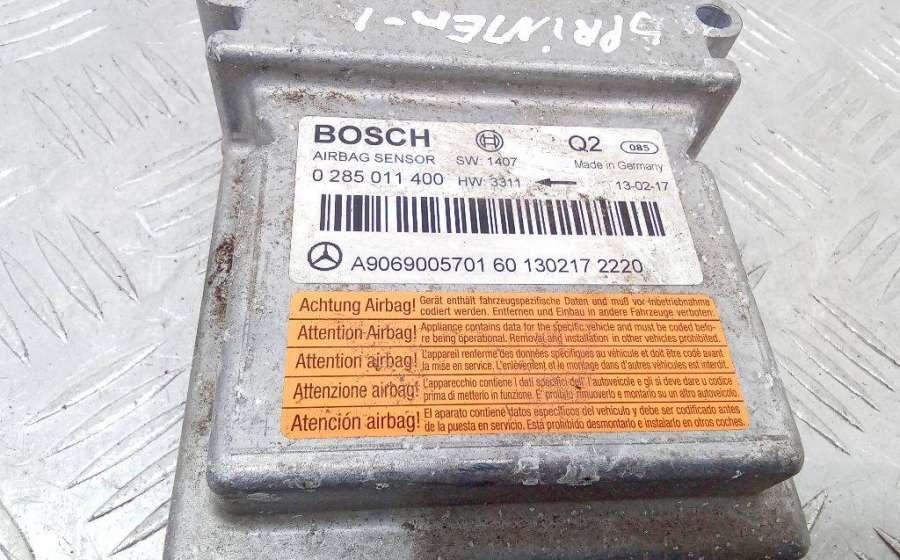 SPRINTER-1
BOSCH Q2 085
AIRBAG SENSOR SW: 1407 Made in Germany
0 285 011 400 HW: 3311 13-02-17
A9069005701 60 130217 2220
Achtung Airbag! Gerät enthält fahrzeugspezifische Daten und muß vor Inbetriebnahme
codiert werden. Entfernen und Einbau in andere Fahrzeuge verboten.
Attention Airbag! Appliance contains data for the specific vehicle and must be coded befo-
re being operational. Removal and installation in other vehicles prohibited.
Attention airbag! L'appareil renferme des données spécifiques au véhicule et doit être codé avant
la mise en service. L'enlèvement et le montage dans d'autres véhicules est interdit.
Attenzione airbag! L'apparecchio contiene i dati specifici dell'autoveicolo e gli si deve dare u codice
prima di metterlo in funzione. E' proibito rimuoverlo e montarlo su un altro autoveicolo.
Atención airbag! El aparato contiene datos específicos del vehículo y debe ser codificado antes
de la puesta en servicio. Está prohibido desmontarlo e instalarlo en otros coches.